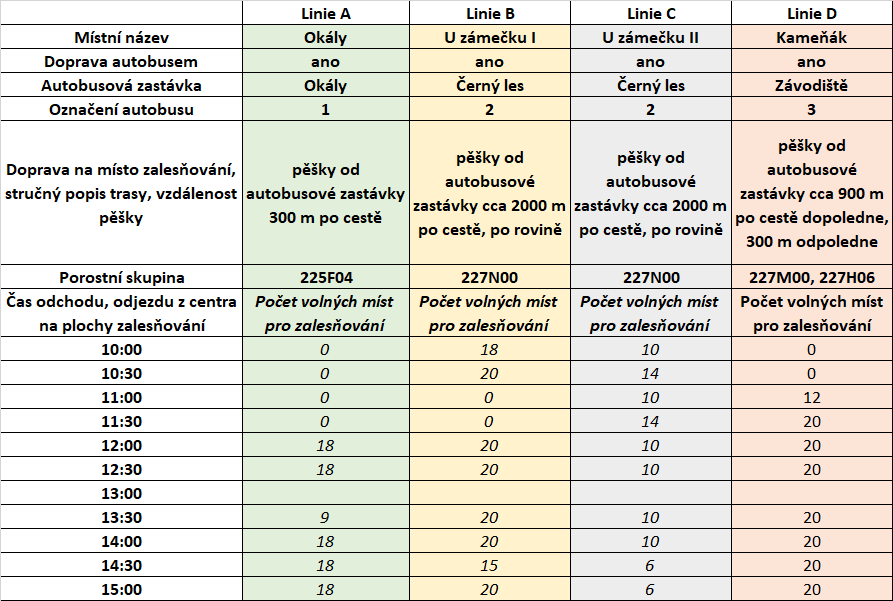 Linie A Linie B Linie C Linie D
Místní název Okály U zámečku I U zámečku II Kameňák
Doprava autobusem ano ano ano ano
Autobusová zastávka Okály Černý les Černý les Závodiště
Označení autobusu 1 2 2 3
Doprava na místo zalesňování,
stručný popis trasy, vzdálenost
pěšky
pěšky od
autobusové zastávky
300 m po cestě
pěšky od
autobusové
zastávky cca 2000 m
po cestě, po rovině
pěšky od
autobusové
zastávky cca 2000 m
po cestě, po rovině
pěšky od
autobusové
zastávky cca 900 m
po cestě dopoledne,
300 m odpoledne
Porostní skupina 225F04 227N00 227N00 227M00, 227H06
Čas odchodu, odjezdu z centra
na plochy zalesňování
Počet volných míst
pro zalesňování
Počet volných míst
pro zalesňování
Počet volných míst
pro zalesňování
Počet volných míst
pro zalesňování
10:00 0 18 10 0
10:30 0 20 14 0
11:00 0 0 10 12
11:30 0 0 14 20
12:00 18 20 10 20
12:30 18 20 10 20
13:00
13:30 9 20 10 20
14:00 18 20 10 20
14:30 18 15 6 20
15:00 18 20 6 20